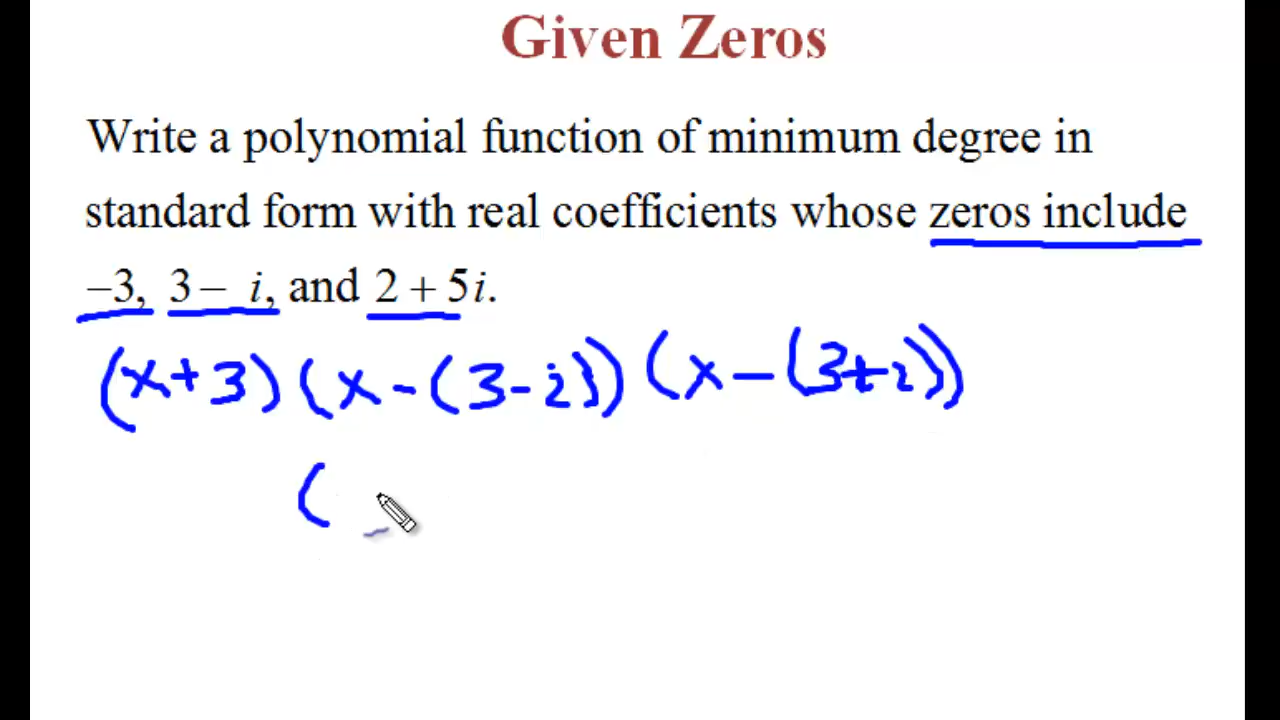 Given Zeros
Write a polynomial function of minimum degree in
standard form with real coefficients whose zeros include
–3, 3 – i, and 2 + 5i.
(x+3)(x-(3-i))(x-(3+i))
(